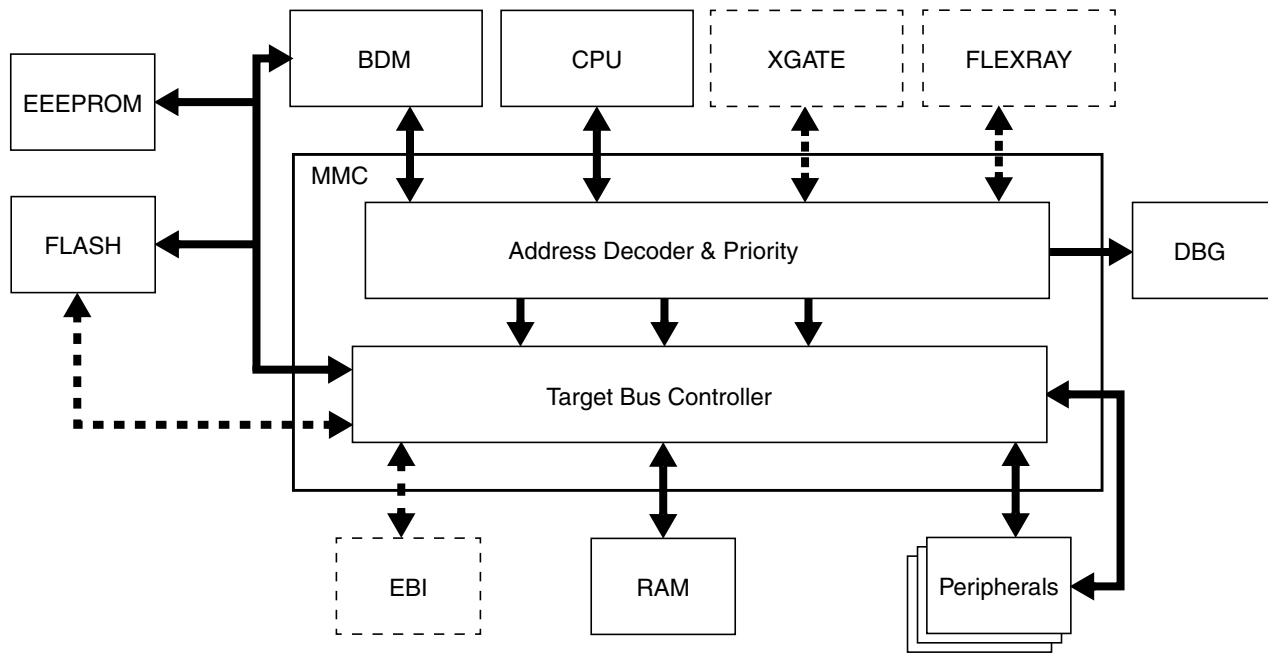 BDM
CPU
XGATE
FLEXRAY
EEEPROM
MMC
FLASH
Address Decoder & Priority
DBG
Target Bus Controller
EBI
RAM
Peripherals